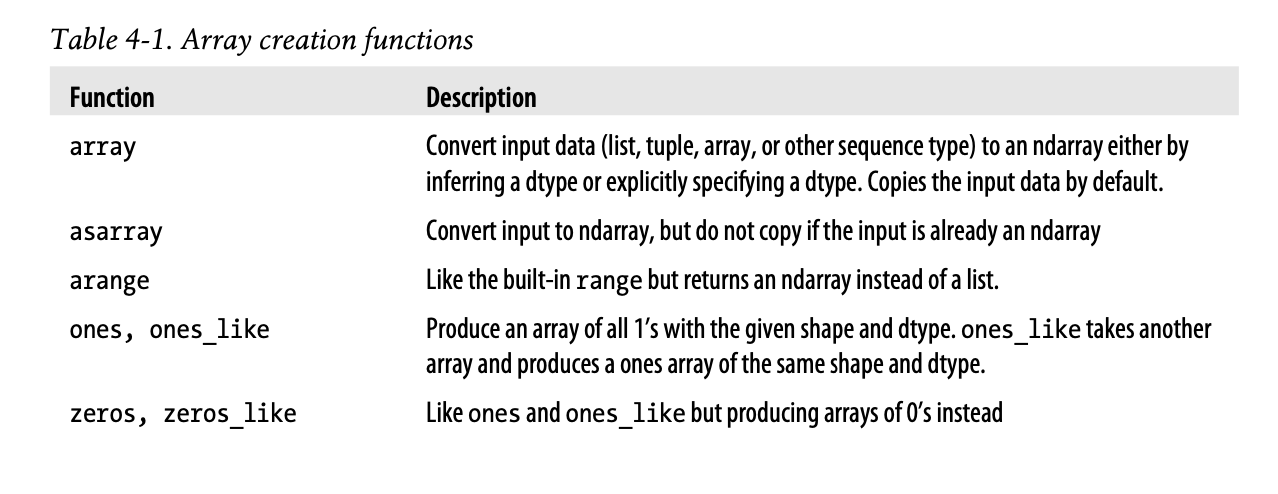 Table 4-1. Array creation functions
Function Description
array Convert input data (list, tuple, array, or other sequence type) to an ndarray either by
inferring a dtype or explicitly specifying a dtype. Copies the input data by default.
asarray Convert input to ndarray, but do not copy if the input is already an ndarray
arange Like the built-in range but returns an ndarray instead of a list.
ones, ones_like Produce an array of all 1’s with the given shape and dtype. ones_like takes another
array and produces a ones array of the same shape and dtype.
zeros, zeros_like Like ones and ones_like but producing arrays of 0’s instead